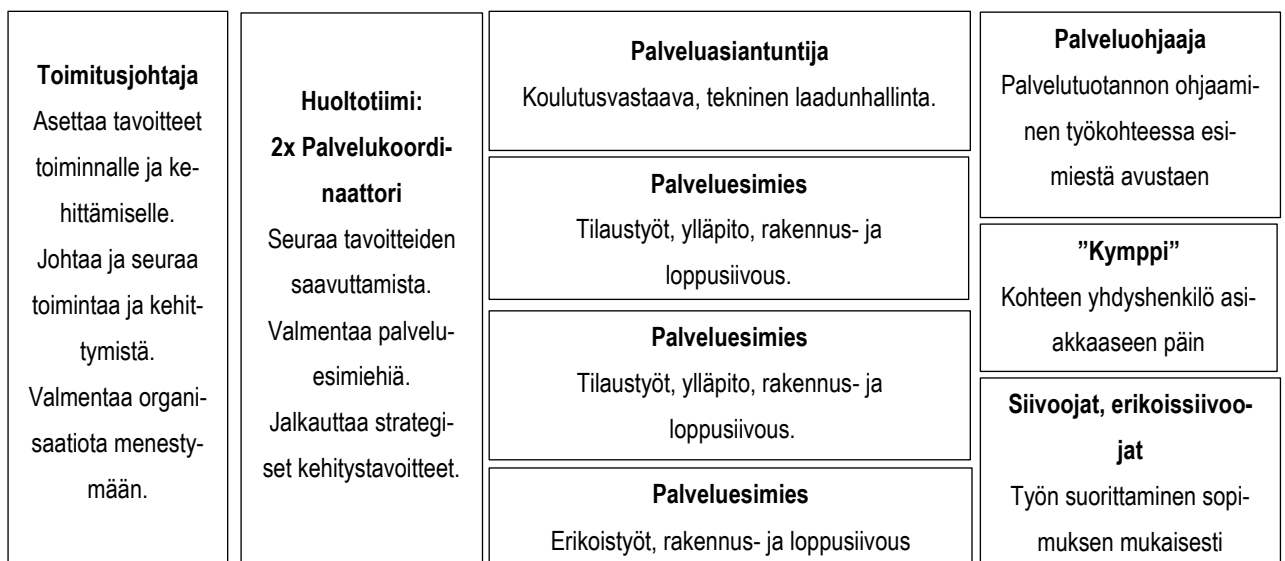 Toimitusjohtaja
Asettaa tavoitteet
toiminnalle ja ke-
hittämiselle.
Johtaa ja seuraa
toimintaa ja kehit-
tymistä.
Valmentaa organi-
saatiota menesty-
mään.
Huoltotiimi:
2x Palvelukoordi-
naattori
Seuraa tavoitteiden
saavuttamista.
Valmentaa palvelu-
esimiehiä.
Jalkauttaa strategi-
set kehitystavoitteet.
Palveluasiantuntija
Koulutusvastaava, tekninen laadunhallinta.
Palveluesimies
Tilaustyöt, ylläpito, rakennus- ja
loppusiivous.
Palveluesimies
Tilaustyöt, ylläpito, rakennus- ja
loppusiivous.
Palveluesimies
Erikoistyöt, rakennus- ja loppusiivous
Palveluohjaaja
Palvelutuotannon ohjaami-
nen työkohteessa esi-
miestä avustaen
”Kymppi”
Kohteen yhdyshenkilö asi-
akkaaseen päin
Siivoojat, erikoissiivoo-
jat
Työn suorittaminen sopi-
muksen mukaisesti